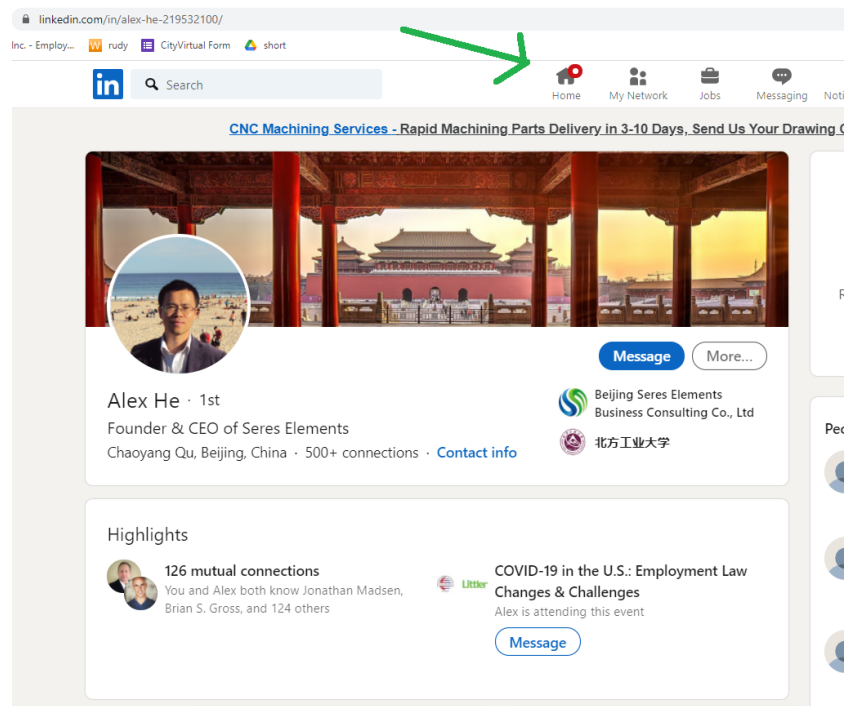 linkedin.com/in/alex-he-219532100/
Inc. - Employ... rudy CityVirtual Form short
in Search
Home My Network Jobs Messaging
CNC Machining Services - Rapid Machining Parts Delivery in 3-10 Days, Send Us Your Drawing
Message More...
Alex He · 1st
Founder & CEO of Seres Elements
Chaoyang Qu, Beijing, China · 500+ connections · Contact info
Beijing Seres Elements
Business Consulting Co., Ltd
北方工业大学
Highlights
126 mutual connections
You and Alex both know Jonathan Madsen,
Brian S. Gross, and 124 others
Littler
COVID-19 in the U.S.: Employment Law
Changes & Challenges
Alex is attending this event
Message